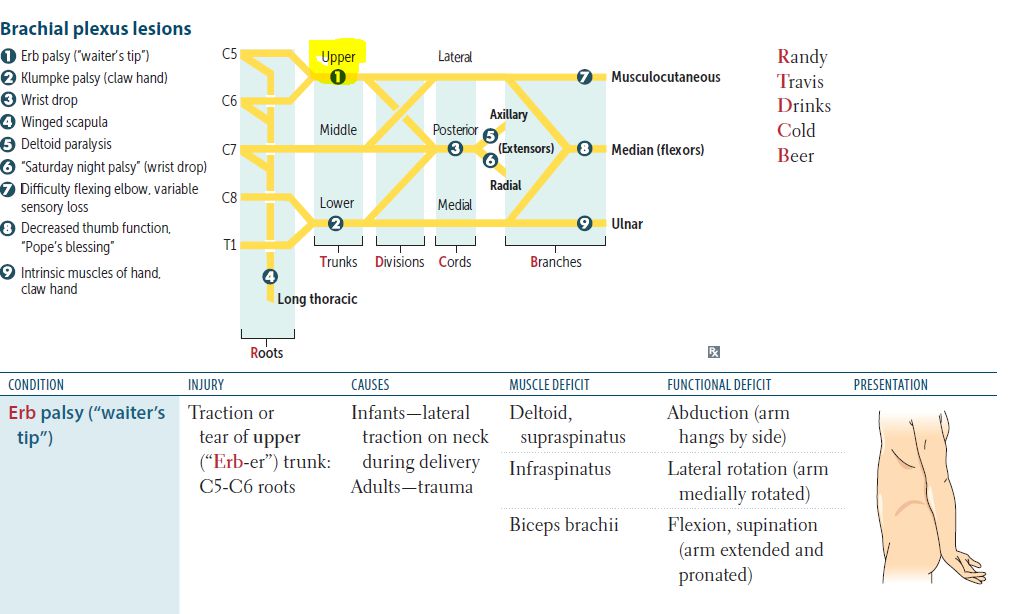 Brachial plexus lesions
1 Erb palsy ("waiter's tip")
2 Klumpke palsy (claw hand)
3 Wrist drop
4 Winged scapula
5 Deltoid paralysis
6 "Saturday night palsy" (wrist drop)
7 Difficulty flexing elbow, variable
sensory loss
8 Decreased thumb function,
"Pope's blessing"
9 Intrinsic muscles of hand,
claw hand
C5
C6
C7
C8
T1
Upper
1
Lateral
7 Musculocutaneous
Middle
Posterior
3
Axillary
5
(Extensors)
6
Radial
8 Median (flexors)
Lower
2
Medial
9 Ulnar
4
Long thoracic
Trunks Divisions Cords Branches
Roots
Randy
Travis
Drinks
Cold
Beer
Rx
CONDITION INJURY CAUSES MUSCLE DEFICIT FUNCTIONAL DEFICIT PRESENTATION
Erb palsy ("waiter's
tip")
Traction or
tear of upper
("Erb-er") trunk:
C5-C6 roots
Infants—lateral
traction on neck
during delivery
Adults—trauma
Deltoid,
supraspinatus
Abduction (arm
hangs by side)
Infraspinatus
Lateral rotation (arm
medially rotated)
Biceps brachii
Flexion, supination
(arm extended and
pronated)